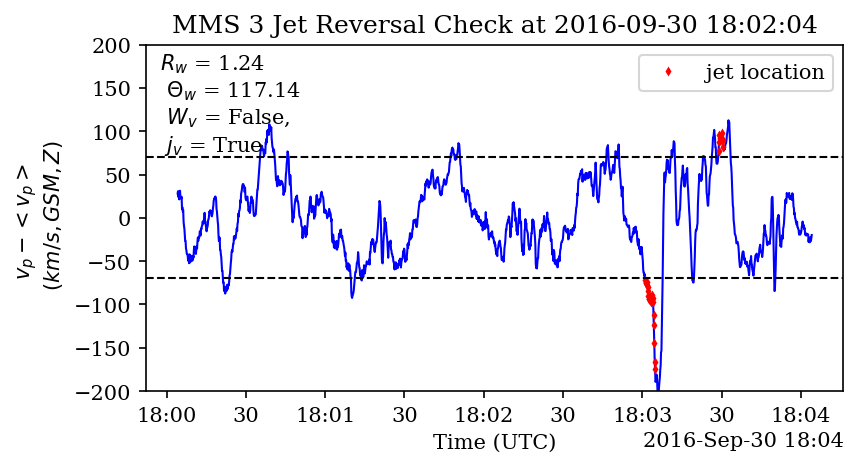 MMS 3 Jet Reversal Check at 2016-09-30 18:02:04
R_w = 1.24
Θ_w = 117.14
W_v = False,
j_v = True
jet location
v_p − < v_p >
(km/s, GSM, Z)
200
150
100
50
0
−50
−100
−150
−200
18:00
30
18:01
30
18:02
30
18:03
30
18:04
Time (UTC)
2016-Sep-30 18:04